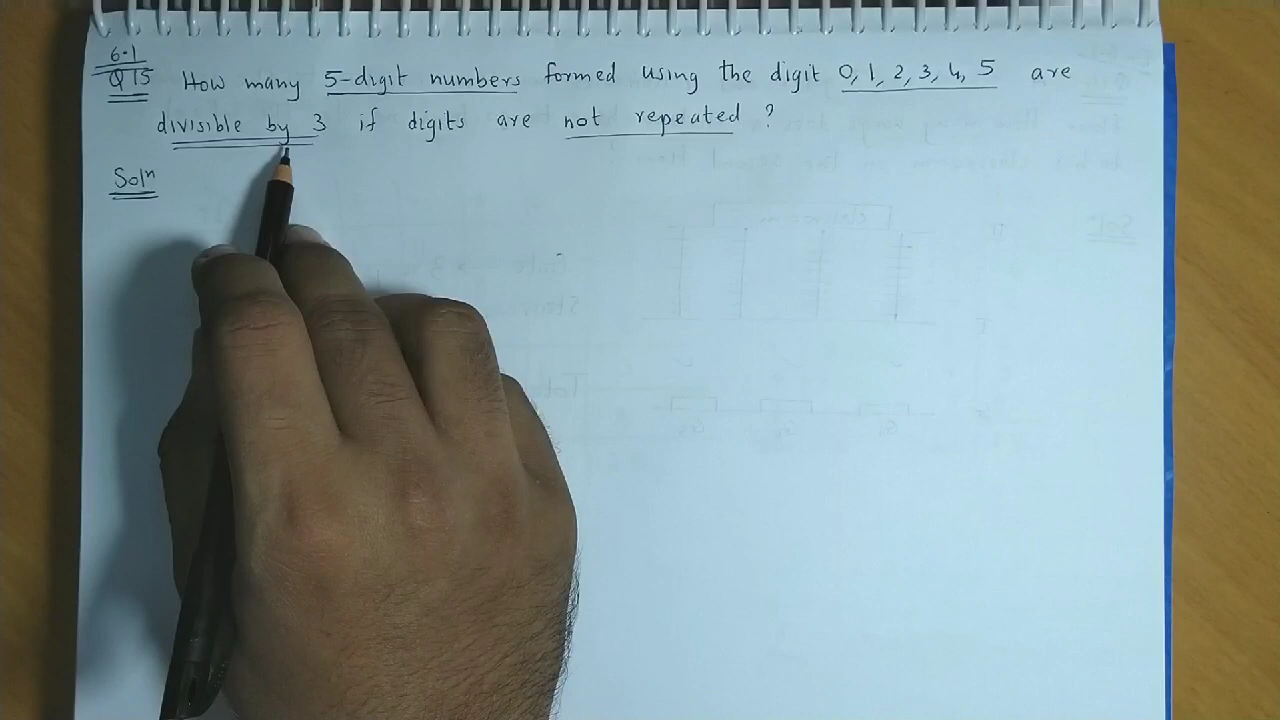 6.1
Q 15 How many 5-digit numbers formed using the digit 0, 1, 2, 3, 4, 5 are
divisible by 3 if digits are not repeated ?
Solⁿ